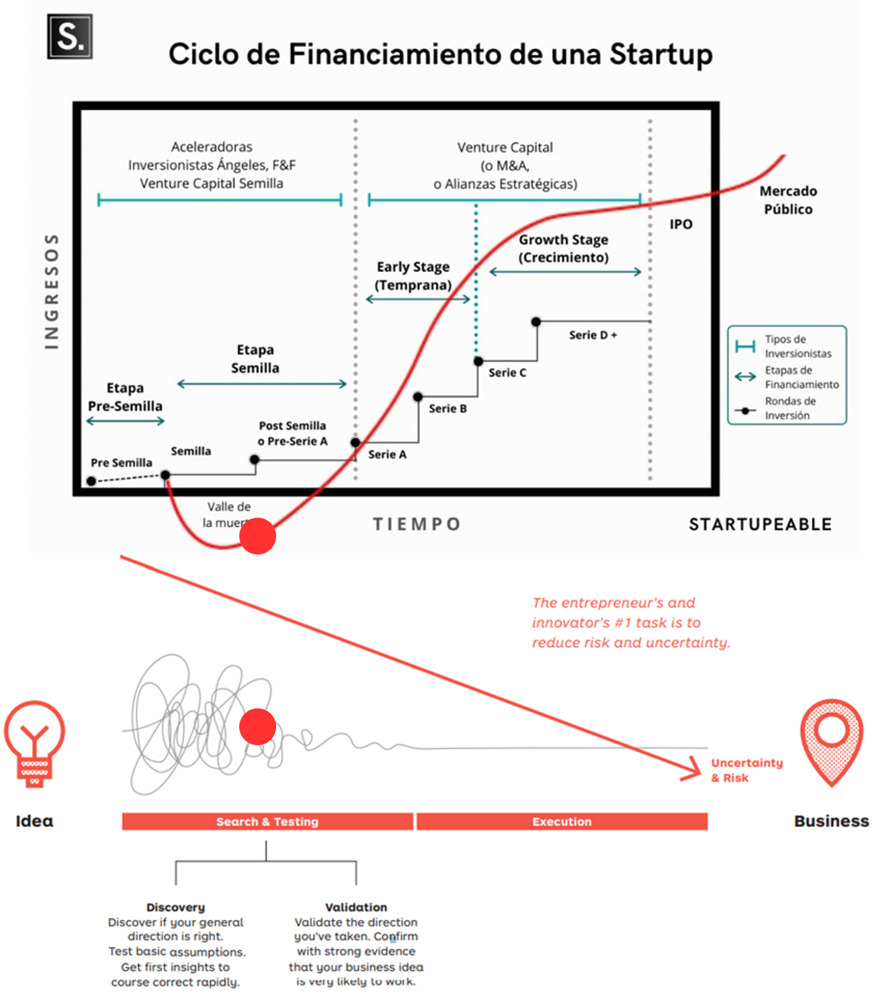 S.
Ciclo de Financiamiento de una Startup
Aceleradoras
Inversionistas Ángeles, F&F
Venture Capital Semilla
Venture Capital
(o M&A,
o Alianzas Estratégicas)
Mercado
Público
IPO
INGRESOS
Growth Stage
(Crecimiento)
Early Stage
(Temprana)
Serie D +
Etapa
Semilla
Serie C
Etapa
Pre-Semilla
Serie B
Post Semilla
o Pre-Serie A
Semilla
Serie A
Pre Semilla
Tipos de
Inversionistas
Etapas de
Financiamiento
Rondas de
Inversión
Valle de
la muer
TIEMPO
STARTUPEABLE
The entrepreneur's and
innovator's #1 task is to
reduce risk and uncertainty.
Uncertainty
& Risk
Idea
Search & Testing
Execution
Business
Discovery
Discover if your general
direction is right.
Test basic assumptions.
Get first insights to
course correct rapidly.
Validation
Validate the direction
you've taken. Confirm
with strong evidence
that your business idea
is very likely to work.